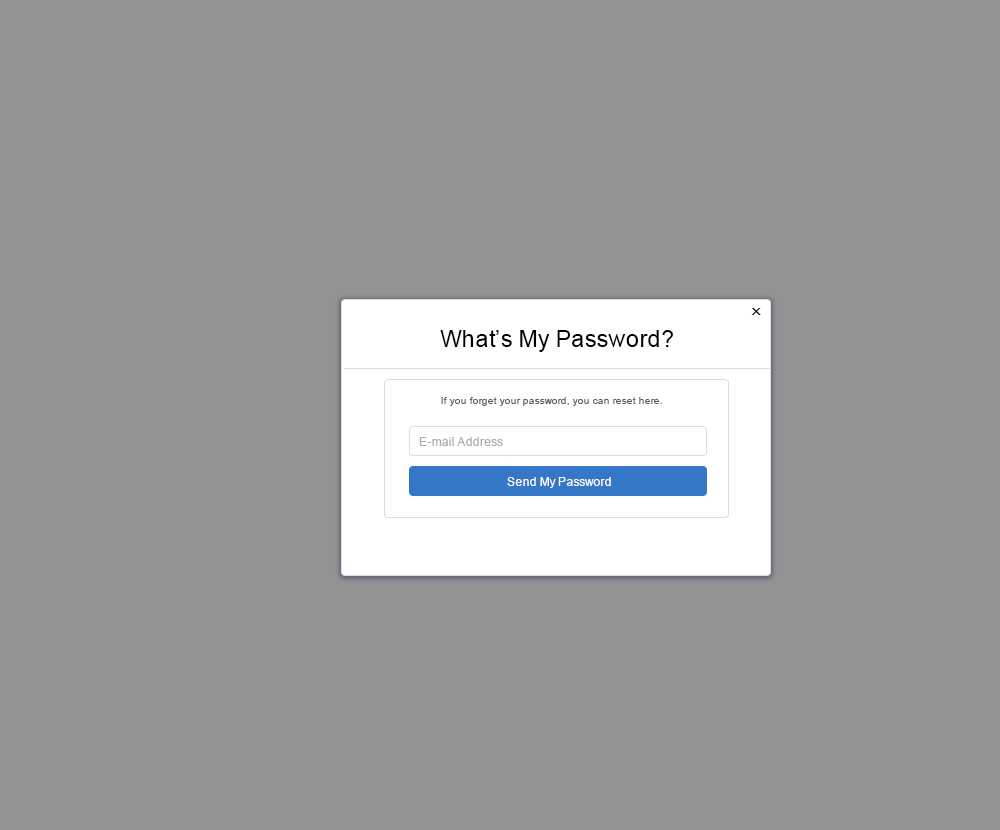 ×
What’s My Password?
If you forget your password, you can reset here.
E-mail Address
Send My Password